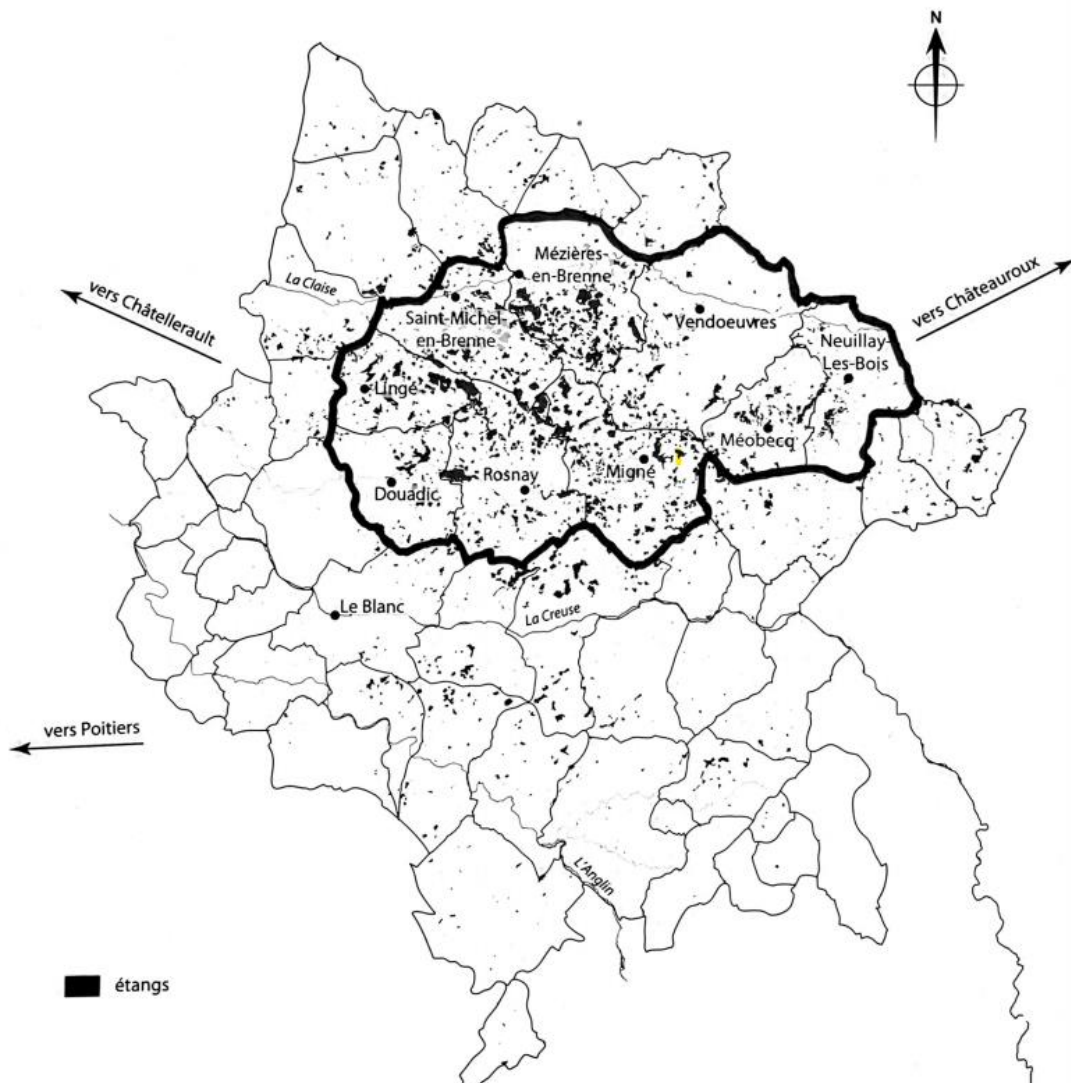 N
Mézières-
en-Brenne
La Claise
vers Châtellerault
vers Châteauroux
Saint-Michel-
en-Brenne
Vendoeuvres
Neuillay-
Les-Bois
Lingé
Méobecq
Migné
Rosnay
Douadic
Le Blanc
La Creuse
vers Poitiers
L'Anglin
étangs